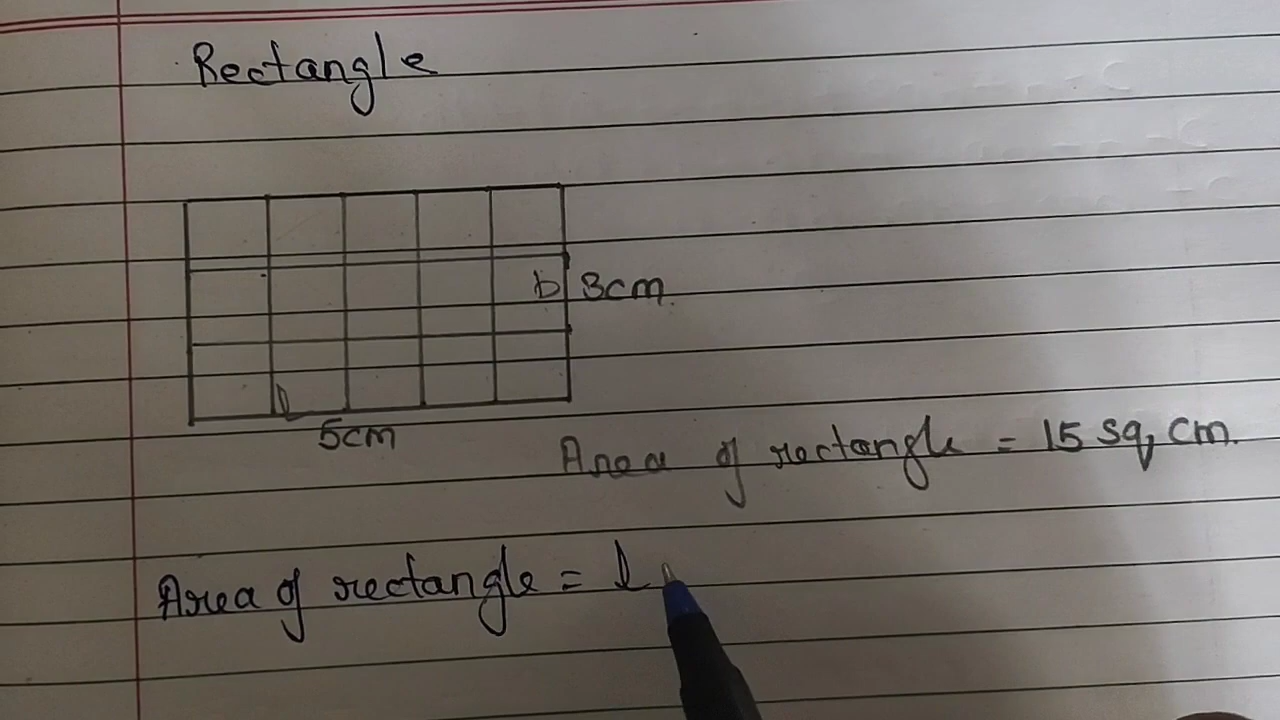 Rectangle
b 3cm
l
5cm
Area of rectangle = 15 sq, cm.
Area of rectangle = l